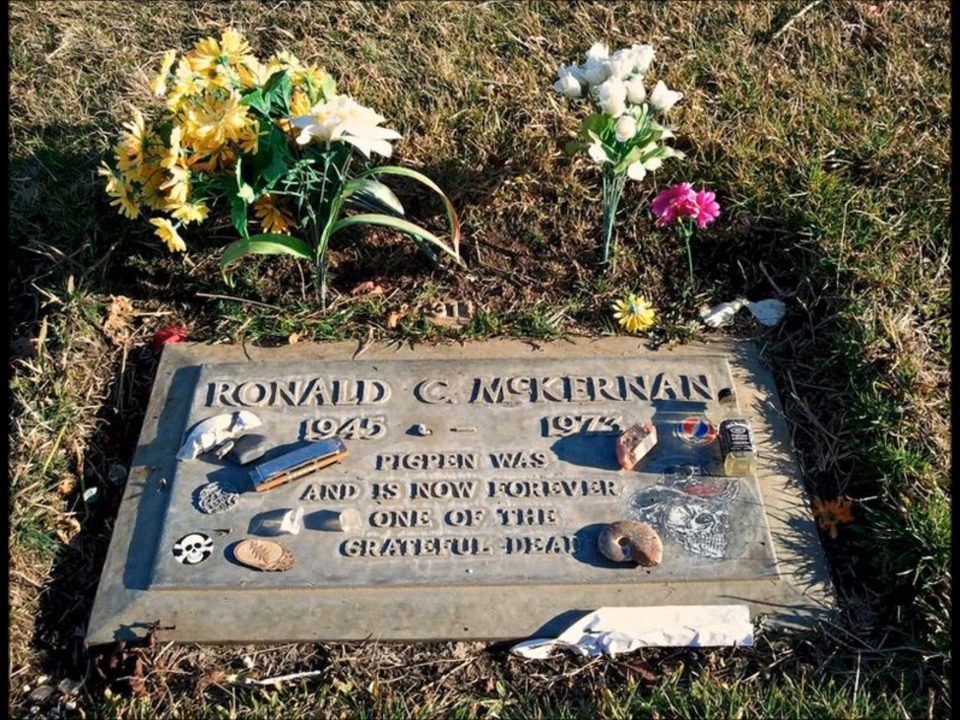 RONALD C. McKERNAN
1945 - 1973
PIGPEN WAS
AND IS NOW FOREVER
ONE OF THE
GRATEFUL DEAD